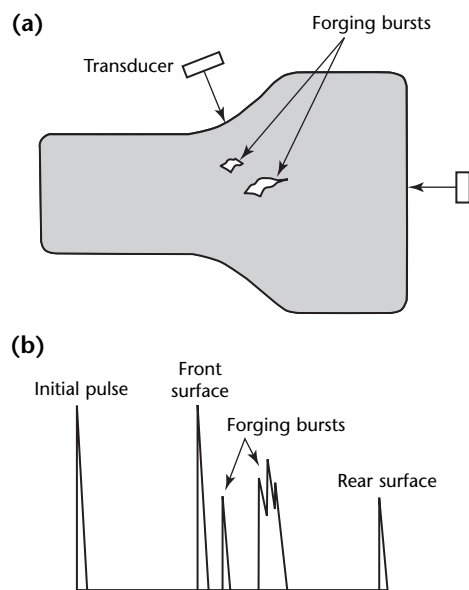 (a)
Forging bursts
Transducer
(b)
Front
surface
Initial pulse
Forging bursts
Rear surface